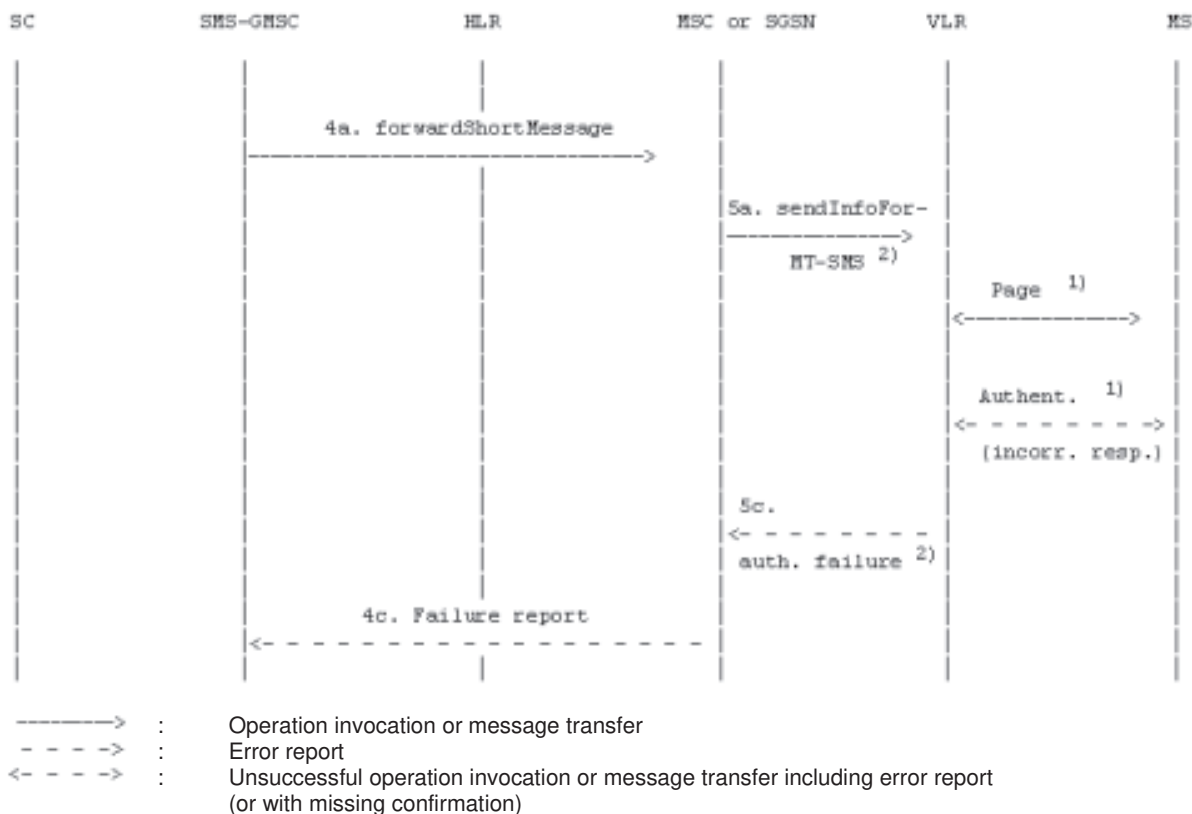 SC SMS-GMSC HLR MSC or SGSN VLR MS
4a. forwardShortMessage
5a. sendInfoFor-
MT-SMS 2)
Page 1)
Authent. 1)
(incorr. resp.)
5c.
auth. failure 2)
4c. Failure report
: Operation invocation or message transfer
: Error report
: Unsuccessful operation invocation or message transfer including error report
(or with missing confirmation)